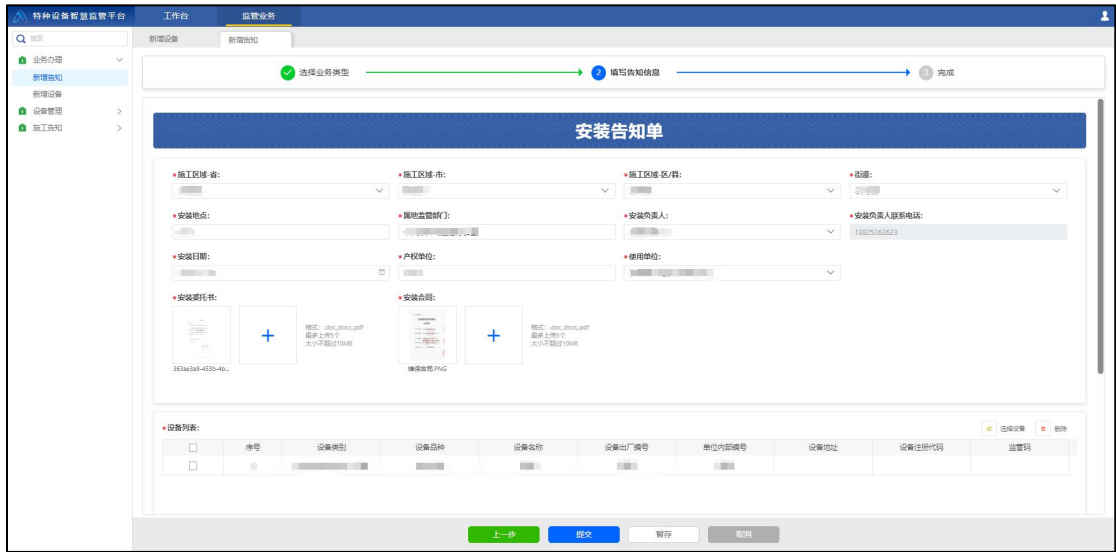 特种设备智慧监管平台 工作台 监管业务
搜索 新增设备 新增告知
业务办理
新增告知
新增设备
设备管理
施工告知
选择业务类型 2 填写告知信息 3 完成
安装告知单
*施工区域-省: *施工区域-市: *施工区域-区/县: *街道:
*安装地点: *属地监管部门: *安装负责人: *安装负责人联系电话:
13825262623
*安装日期: *产权单位: *使用单位:
*安装委托书: *安装合同:
格式: .doc,.docx,.pdf 格式: .doc,.docx,.pdf
最多上传5个 最多上传5个
大小不超过10MB 大小不超过10MB
363ae3a9-453b-4b... 维保合同.PNG
*设备列表: 选择设备 删除
序号 设备类别 设备品种 设备名称 设备出厂编号 单位内部编号 设备地址 设备注册代码 监管码
上一步 提交 暂存 取消